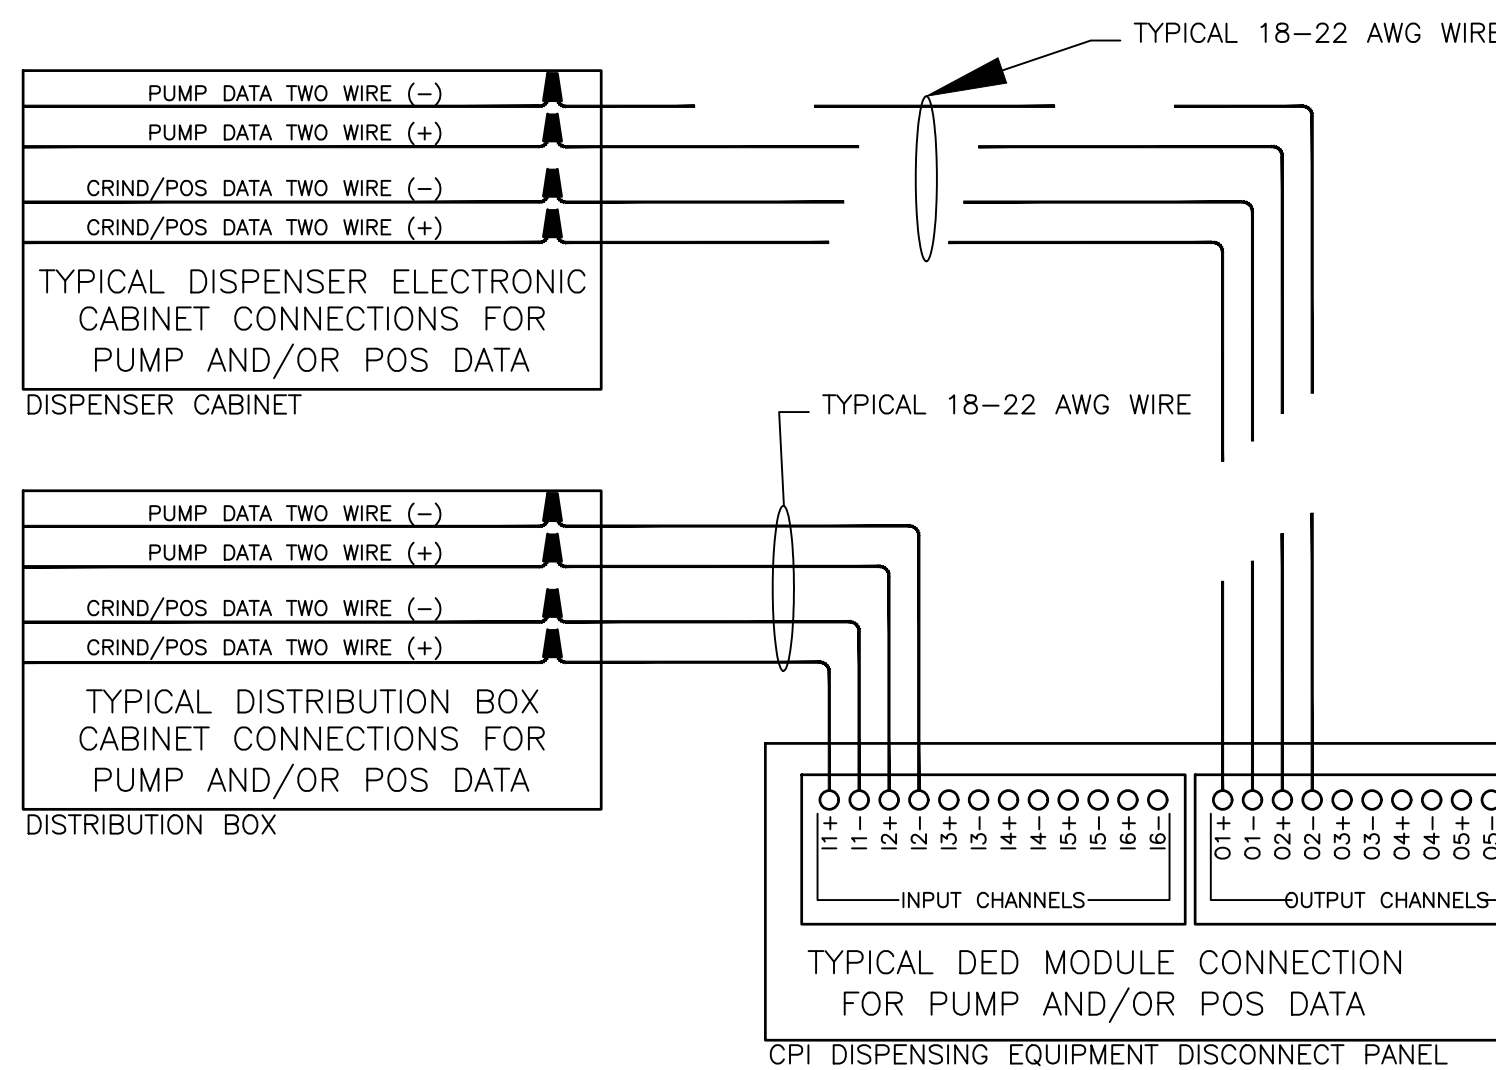 TYPICAL 18-22 AWG WIRE
PUMP DATA TWO WIRE (-)
PUMP DATA TWO WIRE (+)
CRIND/POS DATA TWO WIRE (-)
CRIND/POS DATA TWO WIRE (+)
TYPICAL DISPENSER ELECTRONIC
CABINET CONNECTIONS FOR
PUMP AND/OR POS DATA
DISPENSER CABINET
TYPICAL 18-22 AWG WIRE
PUMP DATA TWO WIRE (-)
PUMP DATA TWO WIRE (+)
CRIND/POS DATA TWO WIRE (-)
CRIND/POS DATA TWO WIRE (+)
TYPICAL DISTRIBUTION BOX
CABINET CONNECTIONS FOR
PUMP AND/OR POS DATA
DISTRIBUTION BOX
I1+ I1- I2+ I2- I3+ I3- I4+ I4- I5+ I5- I6+ I6-
O1+ O1- O2+ O2- O3+ O3- O4+ O4- O5+ O5-
INPUT CHANNELS
OUTPUT CHANNELS
TYPICAL DED MODULE CONNECTION
FOR PUMP AND/OR POS DATA
CPI DISPENSING EQUIPMENT DISCONNECT PANEL